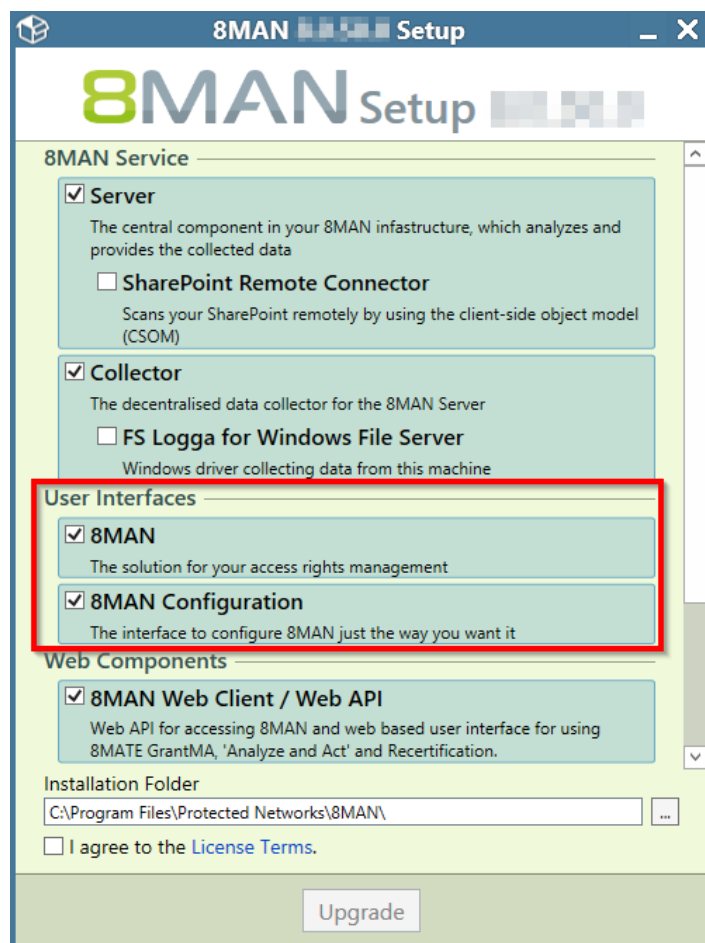 8MAN Setup
8MAN Setup
8MAN Service
Server
The central component in your 8MAN infastructure, which analyzes and
provides the collected data
SharePoint Remote Connector
Scans your SharePoint remotely by using the client-side object model
(CSOM)
Collector
The decentralised data collector for the 8MAN Server
FS Logga for Windows File Server
Windows driver collecting data from this machine
User Interfaces
8MAN
The solution for your access rights management
8MAN Configuration
The interface to configure 8MAN just the way you want it
Web Components
8MAN Web Client / Web API
Web API for accessing 8MAN and web based user interface for using
8MATE GrantMA, 'Analyze and Act' and Recertification.
Installation Folder
C:\Program Files\Protected Networks\8MAN\
...
I agree to the License Terms.
Upgrade